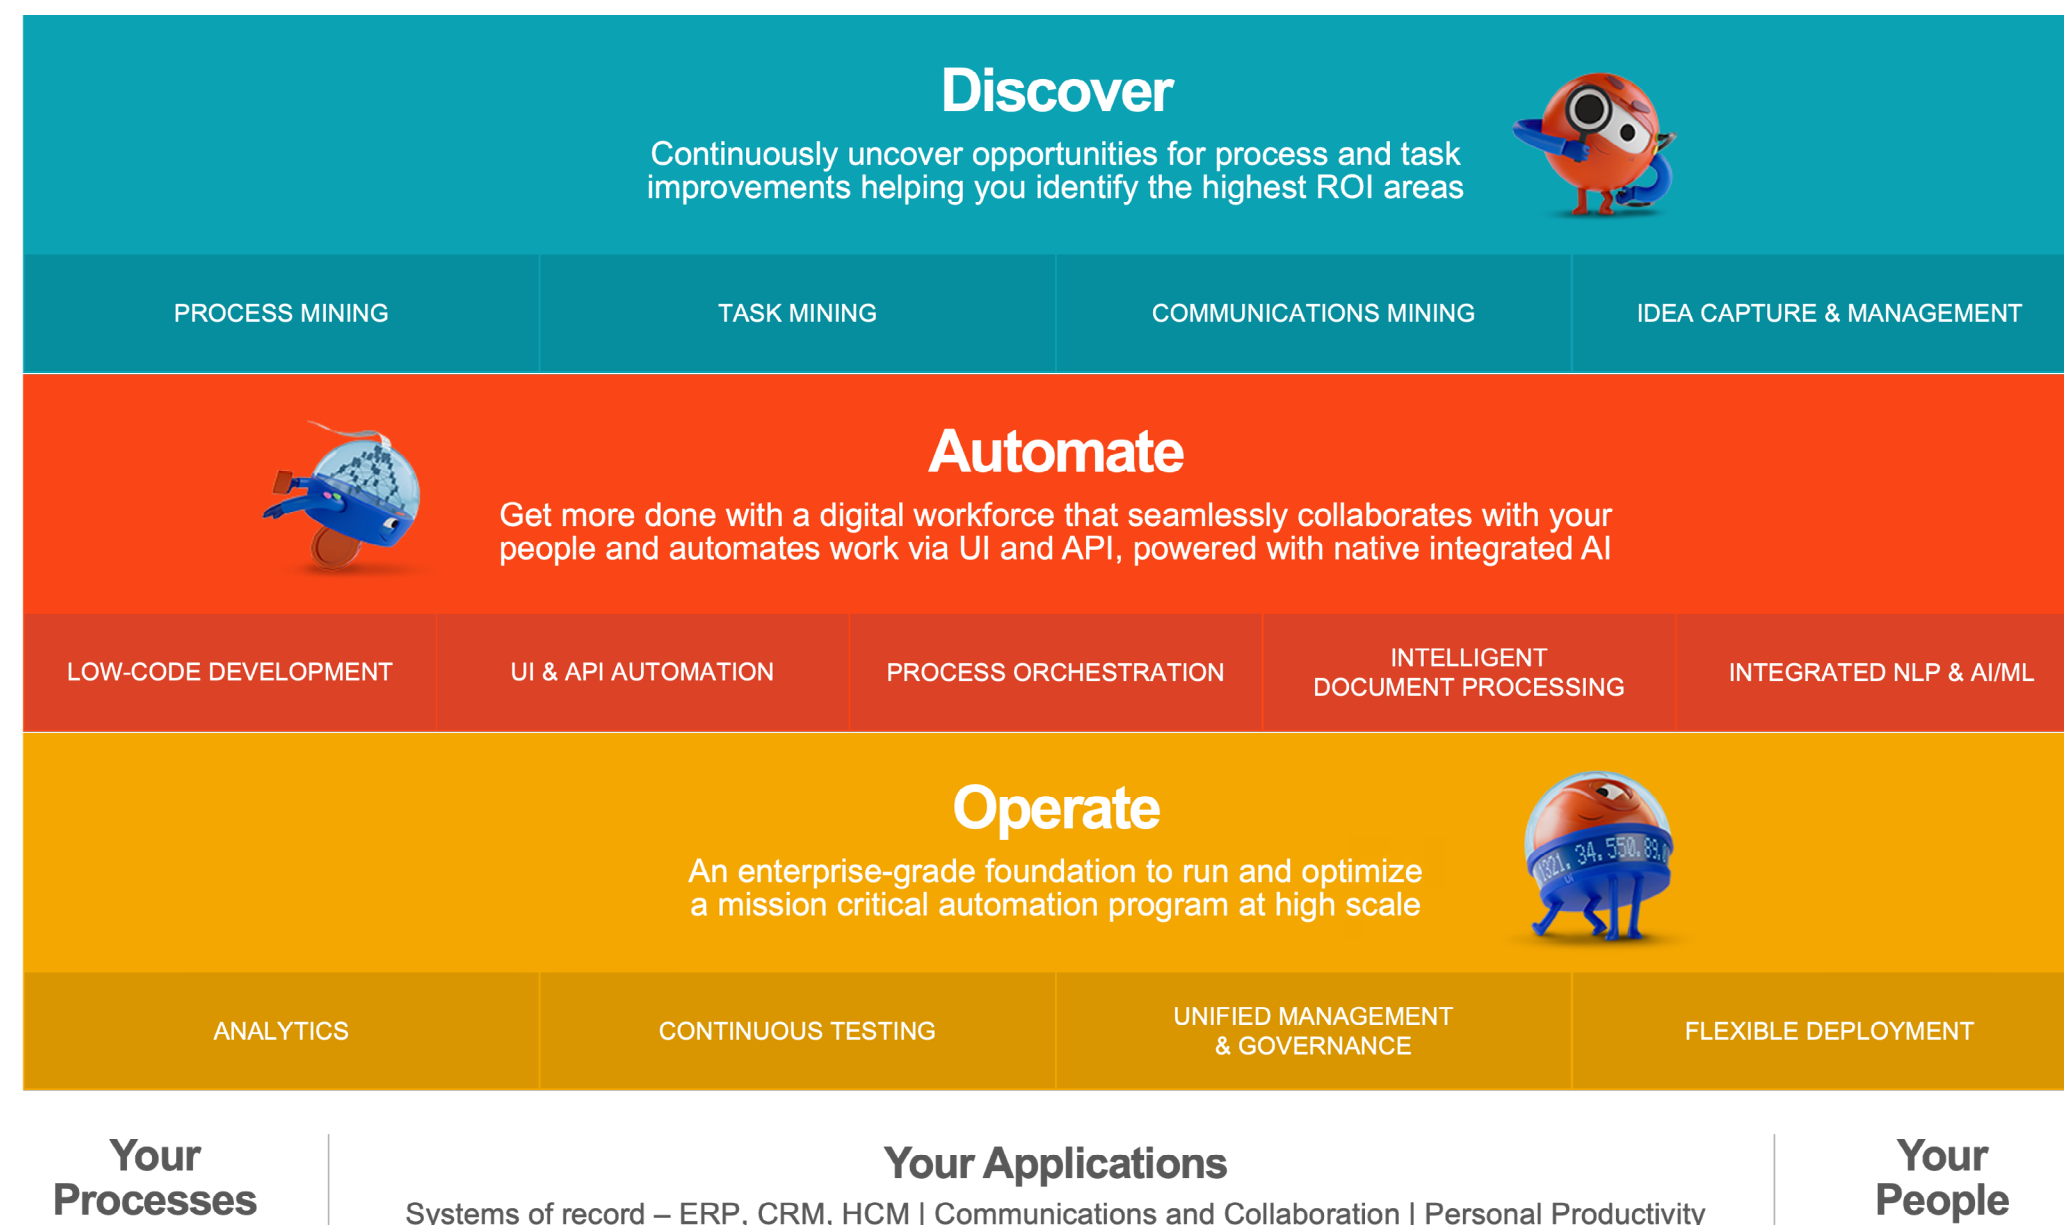 Discover
Continuously uncover opportunities for process and task
improvements helping you identify the highest ROI areas
PROCESS MINING
TASK MINING
COMMUNICATIONS MINING
IDEA CAPTURE & MANAGEMENT
Automate
Get more done with a digital workforce that seamlessly collaborates with your
people and automates work via UI and API, powered with native integrated AI
LOW-CODE DEVELOPMENT
UI & API AUTOMATION
PROCESS ORCHESTRATION
INTELLIGENT
DOCUMENT PROCESSING
INTEGRATED NLP & AI/ML
Operate
An enterprise-grade foundation to run and optimize
a mission critical automation program at high scale
ANALYTICS
CONTINUOUS TESTING
UNIFIED MANAGEMENT
& GOVERNANCE
FLEXIBLE DEPLOYMENT
Your
Processes
Your Applications
Systems of record – ERP, CRM, HCM | Communications and Collaboration | Personal Productivity
Your
People